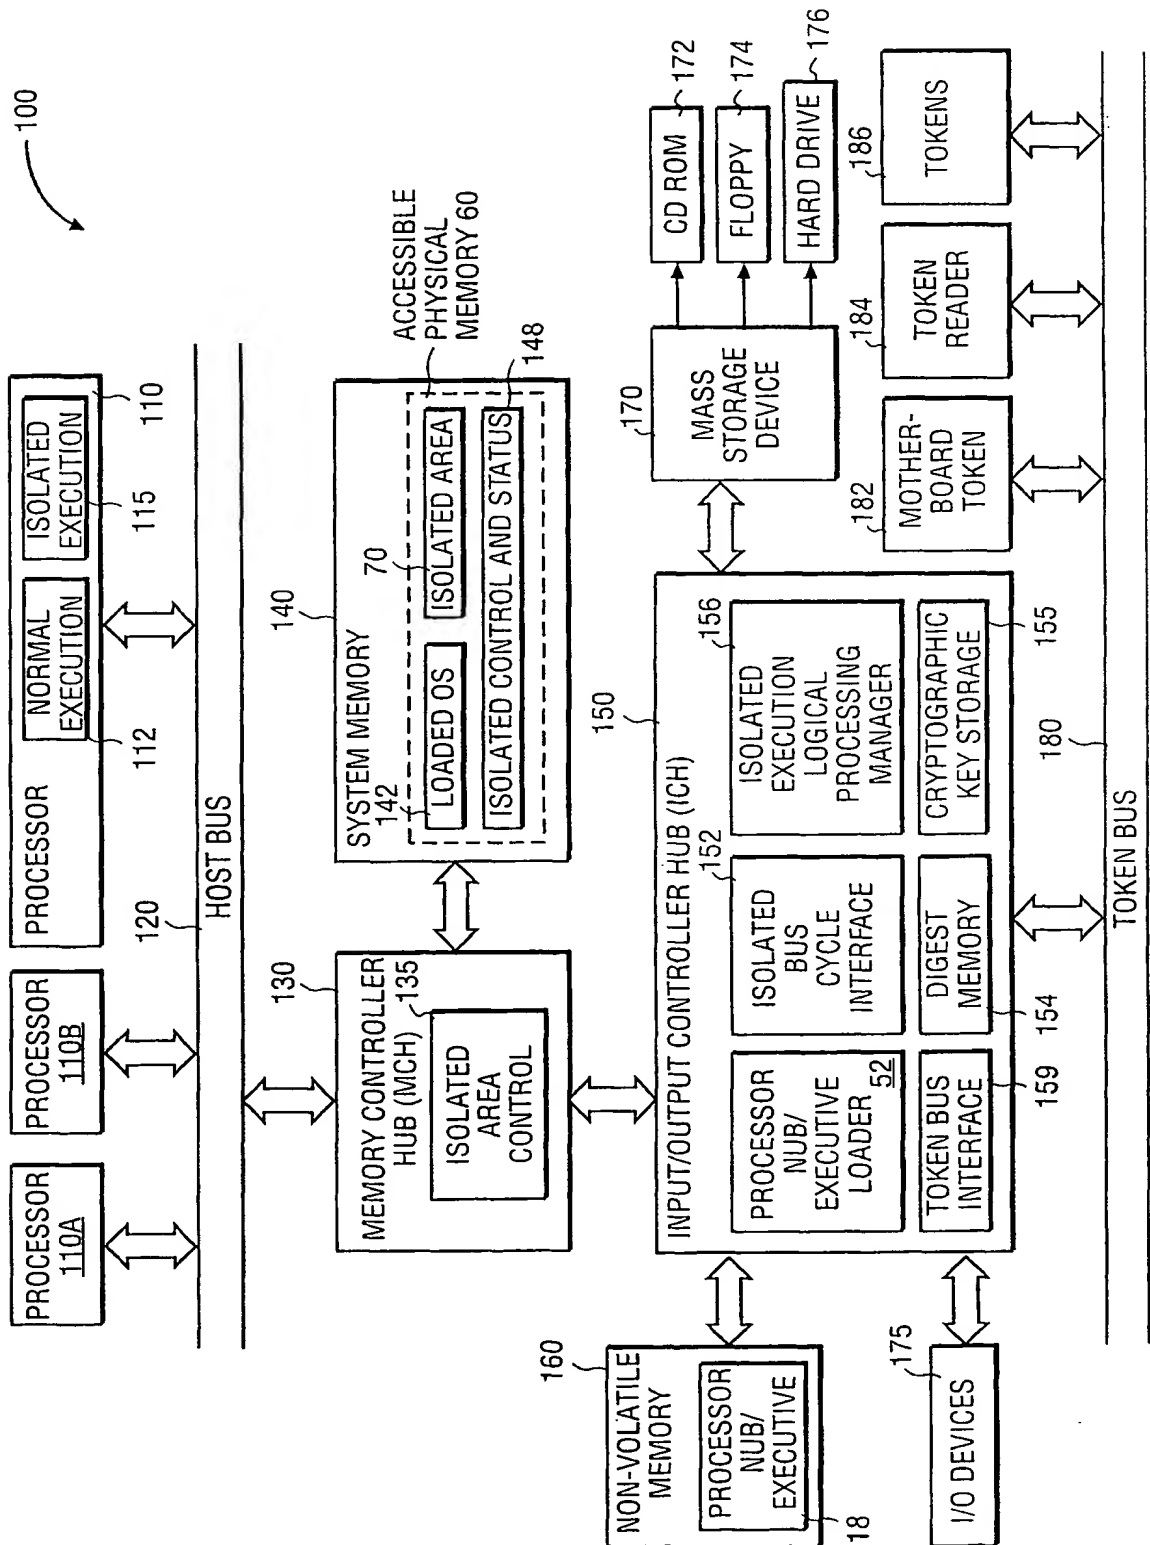 100
PROCESSOR
110A
PROCESSOR
110B
PROCESSOR
NORMAL
EXECUTION
112
ISOLATED
EXECUTION
115
110
120
HOST BUS
130
MEMORY CONTROLLER
HUB (MCH)
135
ISOLATED
AREA
CONTROL
140
SYSTEM MEMORY
142
LOADED OS
70
ISOLATED AREA
ISOLATED CONTROL AND STATUS
148
ACCESSIBLE
PHYSICAL
MEMORY 60
150
INPUT/OUTPUT CONTROLLER HUB (ICH)
PROCESSOR
NUB/
EXECUTIVE
LOADER
52
152
ISOLATED
BUS
CYCLE
INTERFACE
156
ISOLATED
EXECUTION
LOGICAL
PROCESSING
MANAGER
TOKEN BUS
INTERFACE
159
DIGEST
MEMORY
154
CRYPTOGRAPHIC
KEY STORAGE
155
160
NON-VOLATILE
MEMORY
PROCESSOR
NUB/
EXECUTIVE
18
175
I/O DEVICES
170
MASS
STORAGE
DEVICE
CD ROM
172
FLOPPY
174
HARD DRIVE
176
182
MOTHER-
BOARD
TOKEN
184
TOKEN
READER
186
TOKENS
180
TOKEN BUS